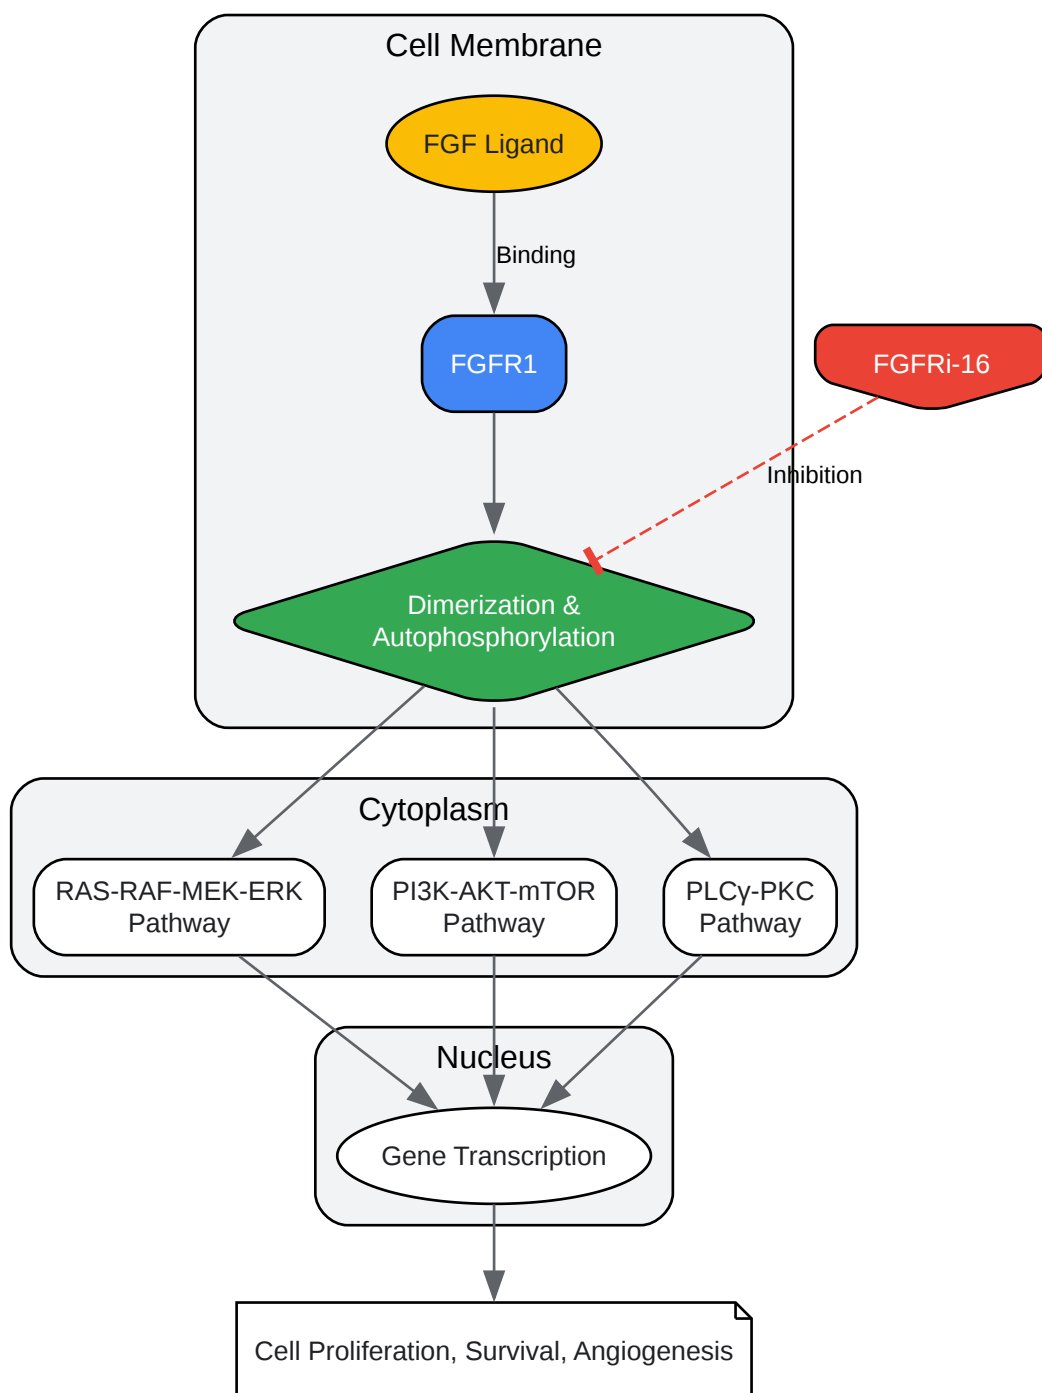 Cell Membrane
FGF Ligand
Binding
FGFR1
FGFRi-16
Inhibition
Dimerization &
Autophosphorylation
Cytoplasm
RAS-RAF-MEK-ERK
Pathway
PI3K-AKT-mTOR
Pathway
PLCγ-PKC
Pathway
Nucleus
Gene Transcription
Cell Proliferation, Survival, Angiogenesis